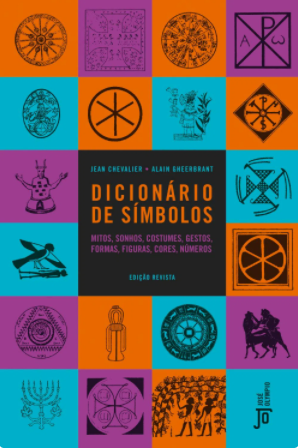 A Ω
JEAN CHEVALIER • ALAIN GHEERBRANT
DICIONÁRIO
DE SÍMBOLOS
MITOS, SONHOS, COSTUMES, GESTOS,
FORMAS, FIGURAS, CORES, NÚMEROS
EDIÇÃO REVISTA
JOSÉ OLYMPIO
JO